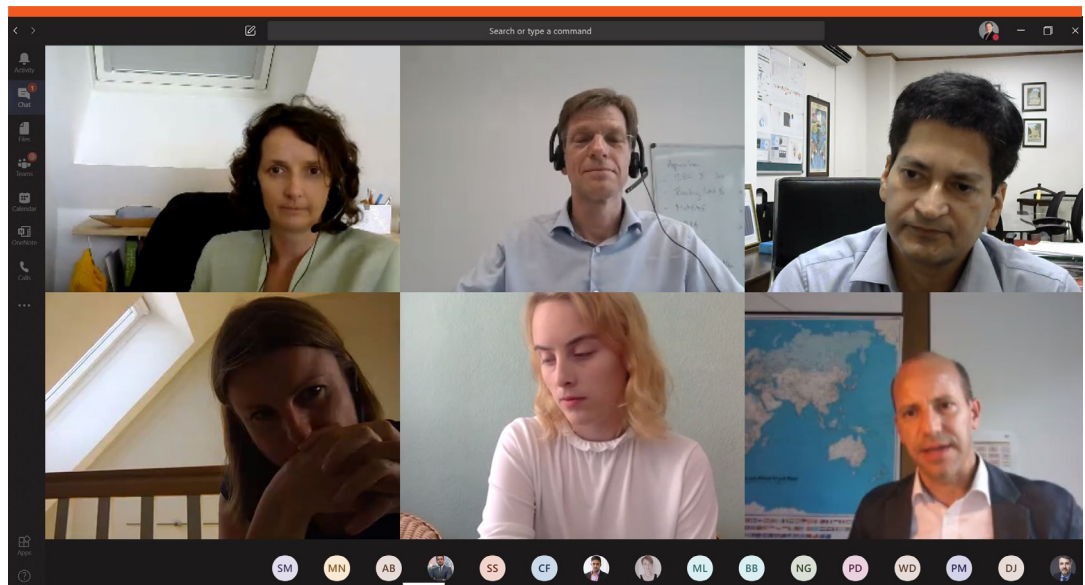 Search or type a command
Activity
1
Chat
Files
Teams
Calendar
OneNote
Calls
Apps
SM MN AB SS CF ML BB NG PD WD PM DJ